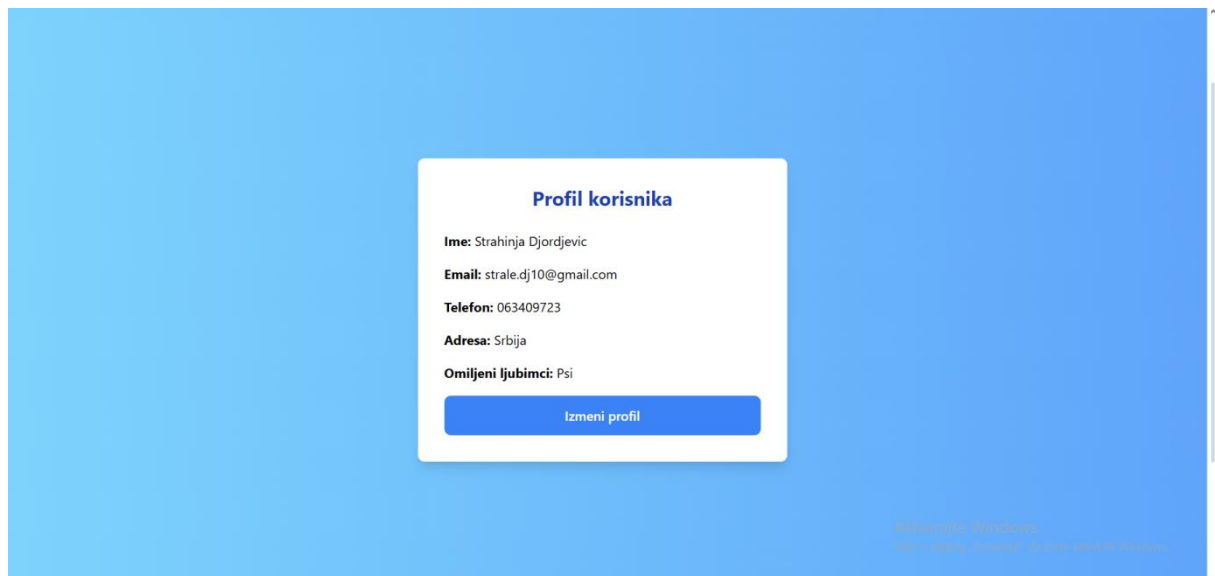 Profil korisnika
Ime: Strahinja Djordjevic
Email: strale.dj10@gmail.com
Telefon: 063409723
Adresa: Srbija
Omiljeni ljubimci: Psi
Izmeni profil
Windows